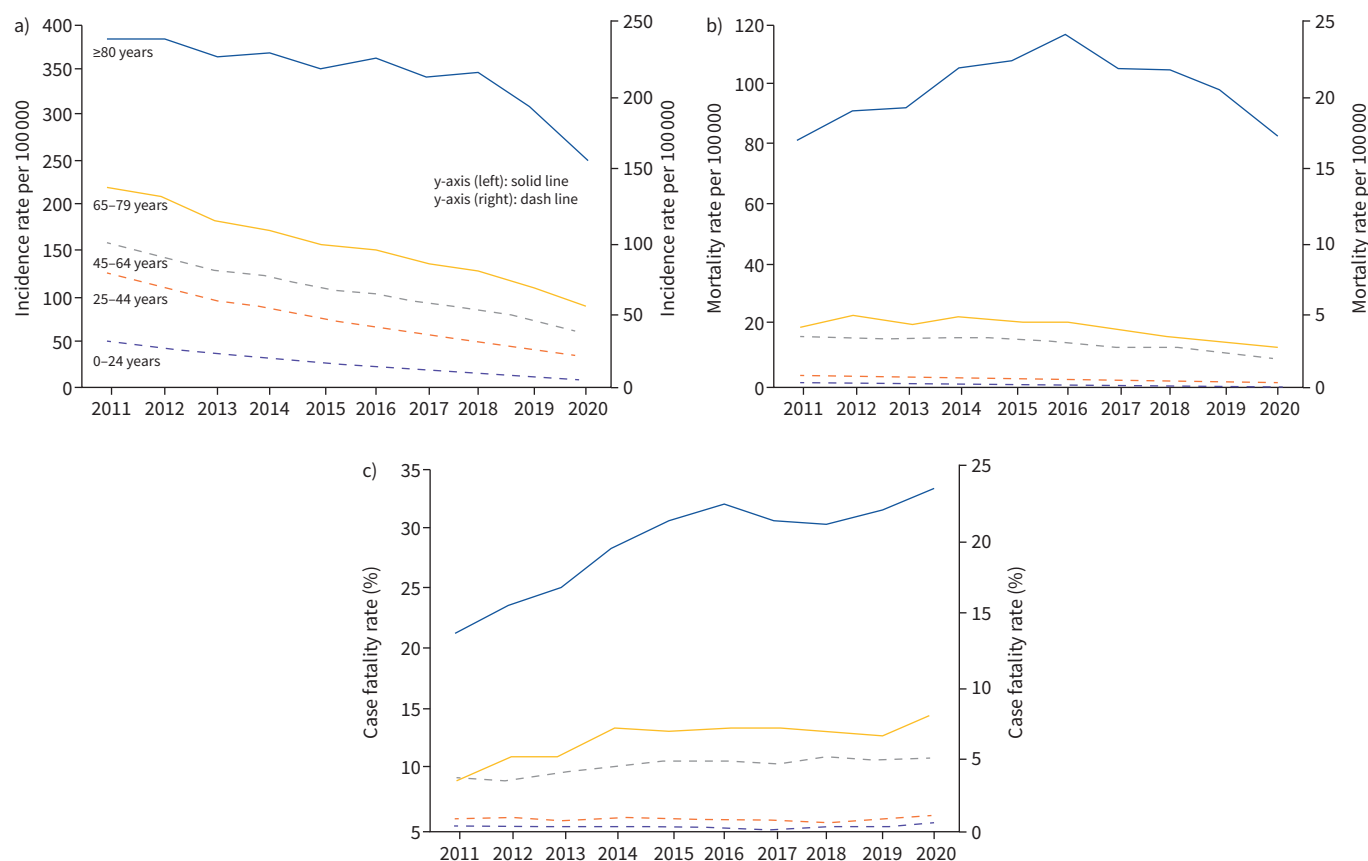 a)
Incidence rate per 100 000
400
350
300
250
200
150
100
50
0
≥80 years
65–79 years
45–64 years
25–44 years
0–24 years
y-axis (left): solid line
y-axis (right): dash line
250
200
150
100
50
0
Incidence rate per 100 000
2011 2012 2013 2014 2015 2016 2017 2018 2019 2020
b)
Mortality rate per 100 000
120
100
80
60
40
20
0
25
20
15
10
5
0
Mortality rate per 100 000
2011 2012 2013 2014 2015 2016 2017 2018 2019 2020
c)
Case fatality rate (%)
35
30
25
20
15
10
5
25
20
15
10
5
0
Case fatality rate (%)
2011 2012 2013 2014 2015 2016 2017 2018 2019 2020